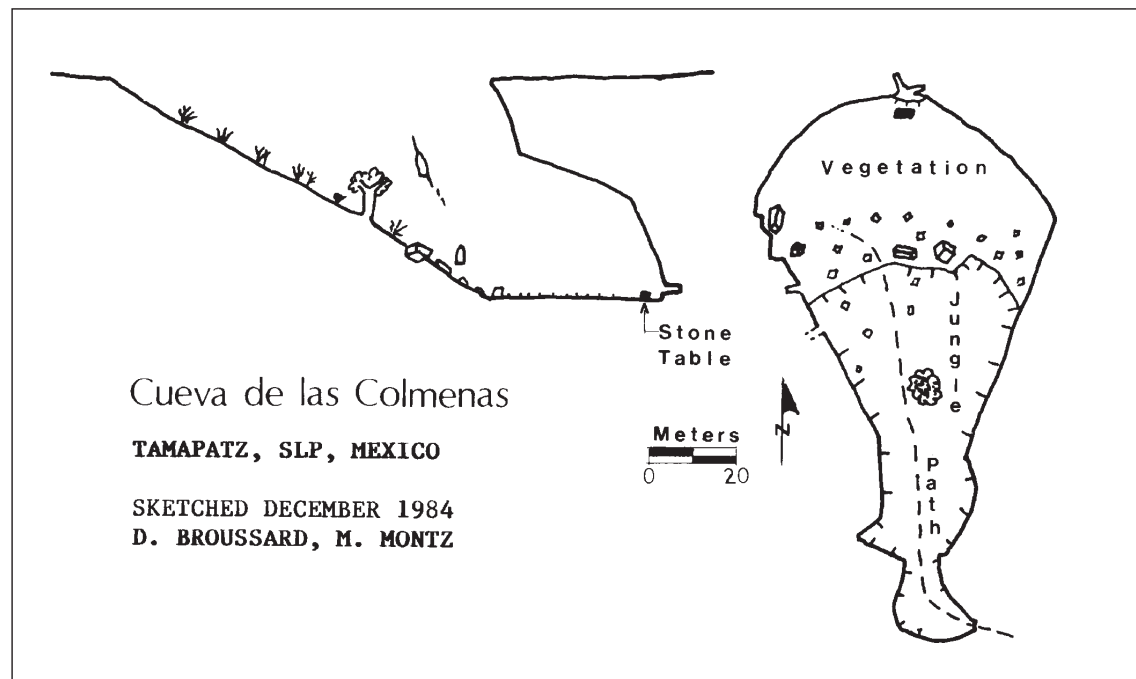 Stone
Table
Cueva de las Colmenas
TAMAPATZ, SLP, MEXICO
SKETCHED DECEMBER 1984
D. BROUSSARD, M. MONTZ
Meters
0 20
N
Vegetation
Jungle
Path